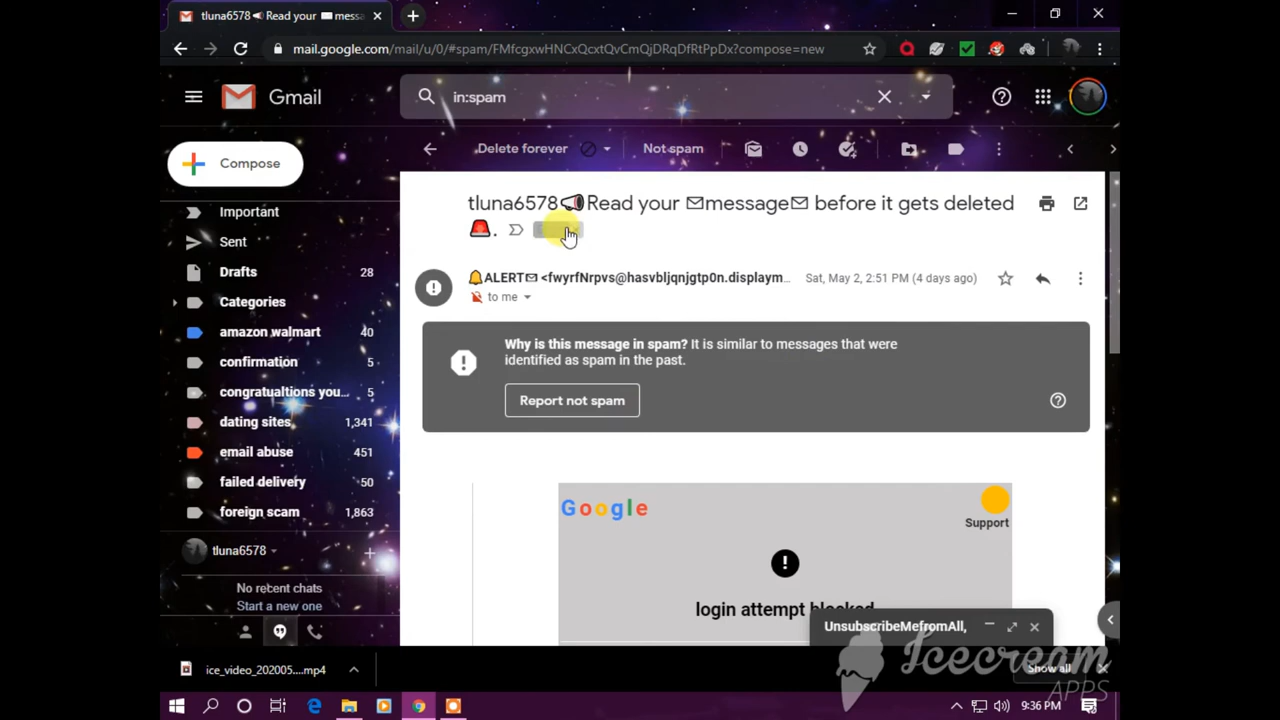 tluna6578📣Read your ✉messa
mail.google.com/mail/u/0/#spam/FMfcgxwHNCxQcxtQvCmQjDRqDfRtPpDx?compose=new
Gmail
in:spam
Compose
Delete forever
Not spam
Important
Sent
Drafts 28
Categories
amazon walmart 40
confirmation 5
congratualtions you... 5
dating sites 1,341
email abuse 451
failed delivery 50
foreign scam 1,863
tluna6578
No recent chats
Start a new one
tluna6578📣Read your ✉message✉ before it gets deleted
🚨.
🔔ALERT✉ <fwyrfNrpvs@hasvbljqnjgtp0n.displaym... Sat, May 2, 2:51 PM (4 days ago)
to me
Why is this message in spam? It is similar to messages that were
identified as spam in the past.
Report not spam
Google
Support
login attempt blocked
UnsubscribeMefromAll,
ice_video_202005....mp4
Show all
Icecream
APPS
9:36 PM